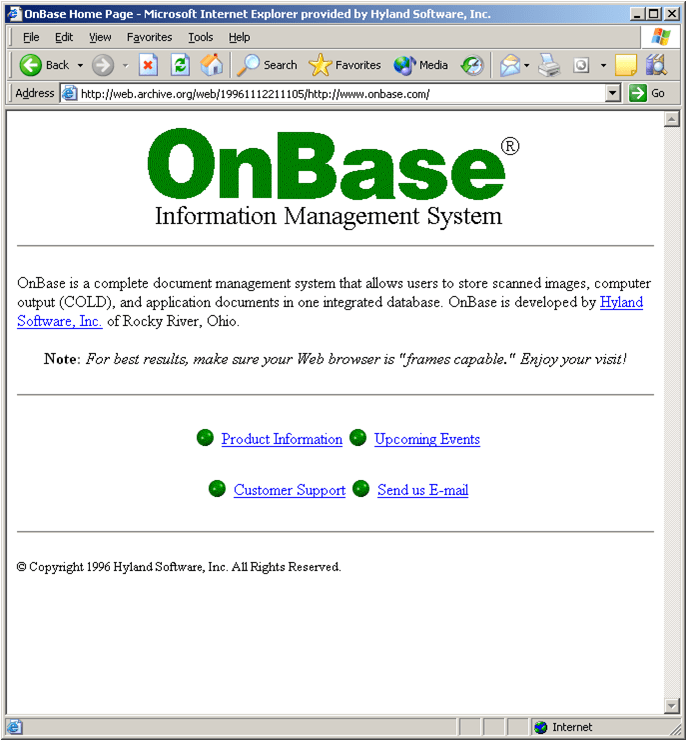 OnBase Home Page - Microsoft Internet Explorer provided by Hyland Software, Inc.
File Edit View Favorites Tools Help
Back Search Favorites Media
Address http://web.archive.org/web/19961112211105/http://www.onbase.com/ Go
OnBase®
Information Management System
OnBase is a complete document management system that allows users to store scanned images, computer
output (COLD), and application documents in one integrated database. OnBase is developed by Hyland
Software, Inc. of Rocky River, Ohio.
Note: For best results, make sure your Web browser is "frames capable." Enjoy your visit!
Product Information Upcoming Events
Customer Support Send us E-mail
© Copyright 1996 Hyland Software, Inc. All Rights Reserved.
Internet